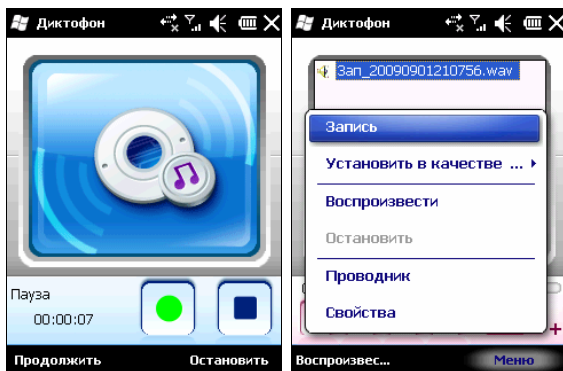 Диктофон
Пауза
00:00:07
Продолжить
Остановить
Диктофон
Зап_20090901210756.wav
Запись
Установить в качестве ...
Воспроизвести
Остановить
Проводник
Свойства
Воспроизвес...
Меню